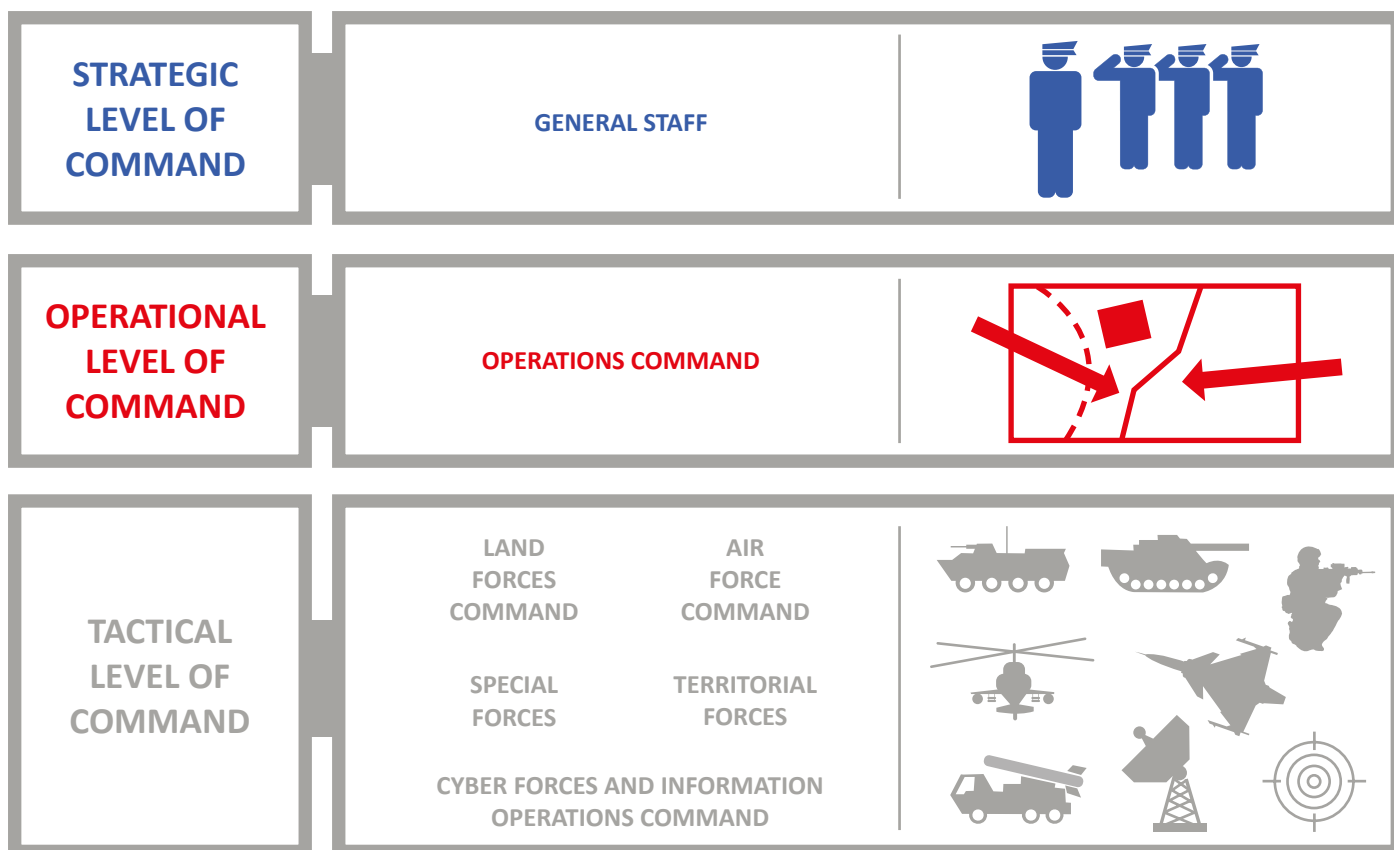 STRATEGIC
LEVEL OF
COMMAND
GENERAL STAFF
OPERATIONAL
LEVEL OF
COMMAND
OPERATIONS COMMAND
TACTICAL
LEVEL OF
COMMAND
LAND
FORCES
COMMAND
AIR
FORCE
COMMAND
SPECIAL
FORCES
TERRITORIAL
FORCES
CYBER FORCES AND INFORMATION
OPERATIONS COMMAND